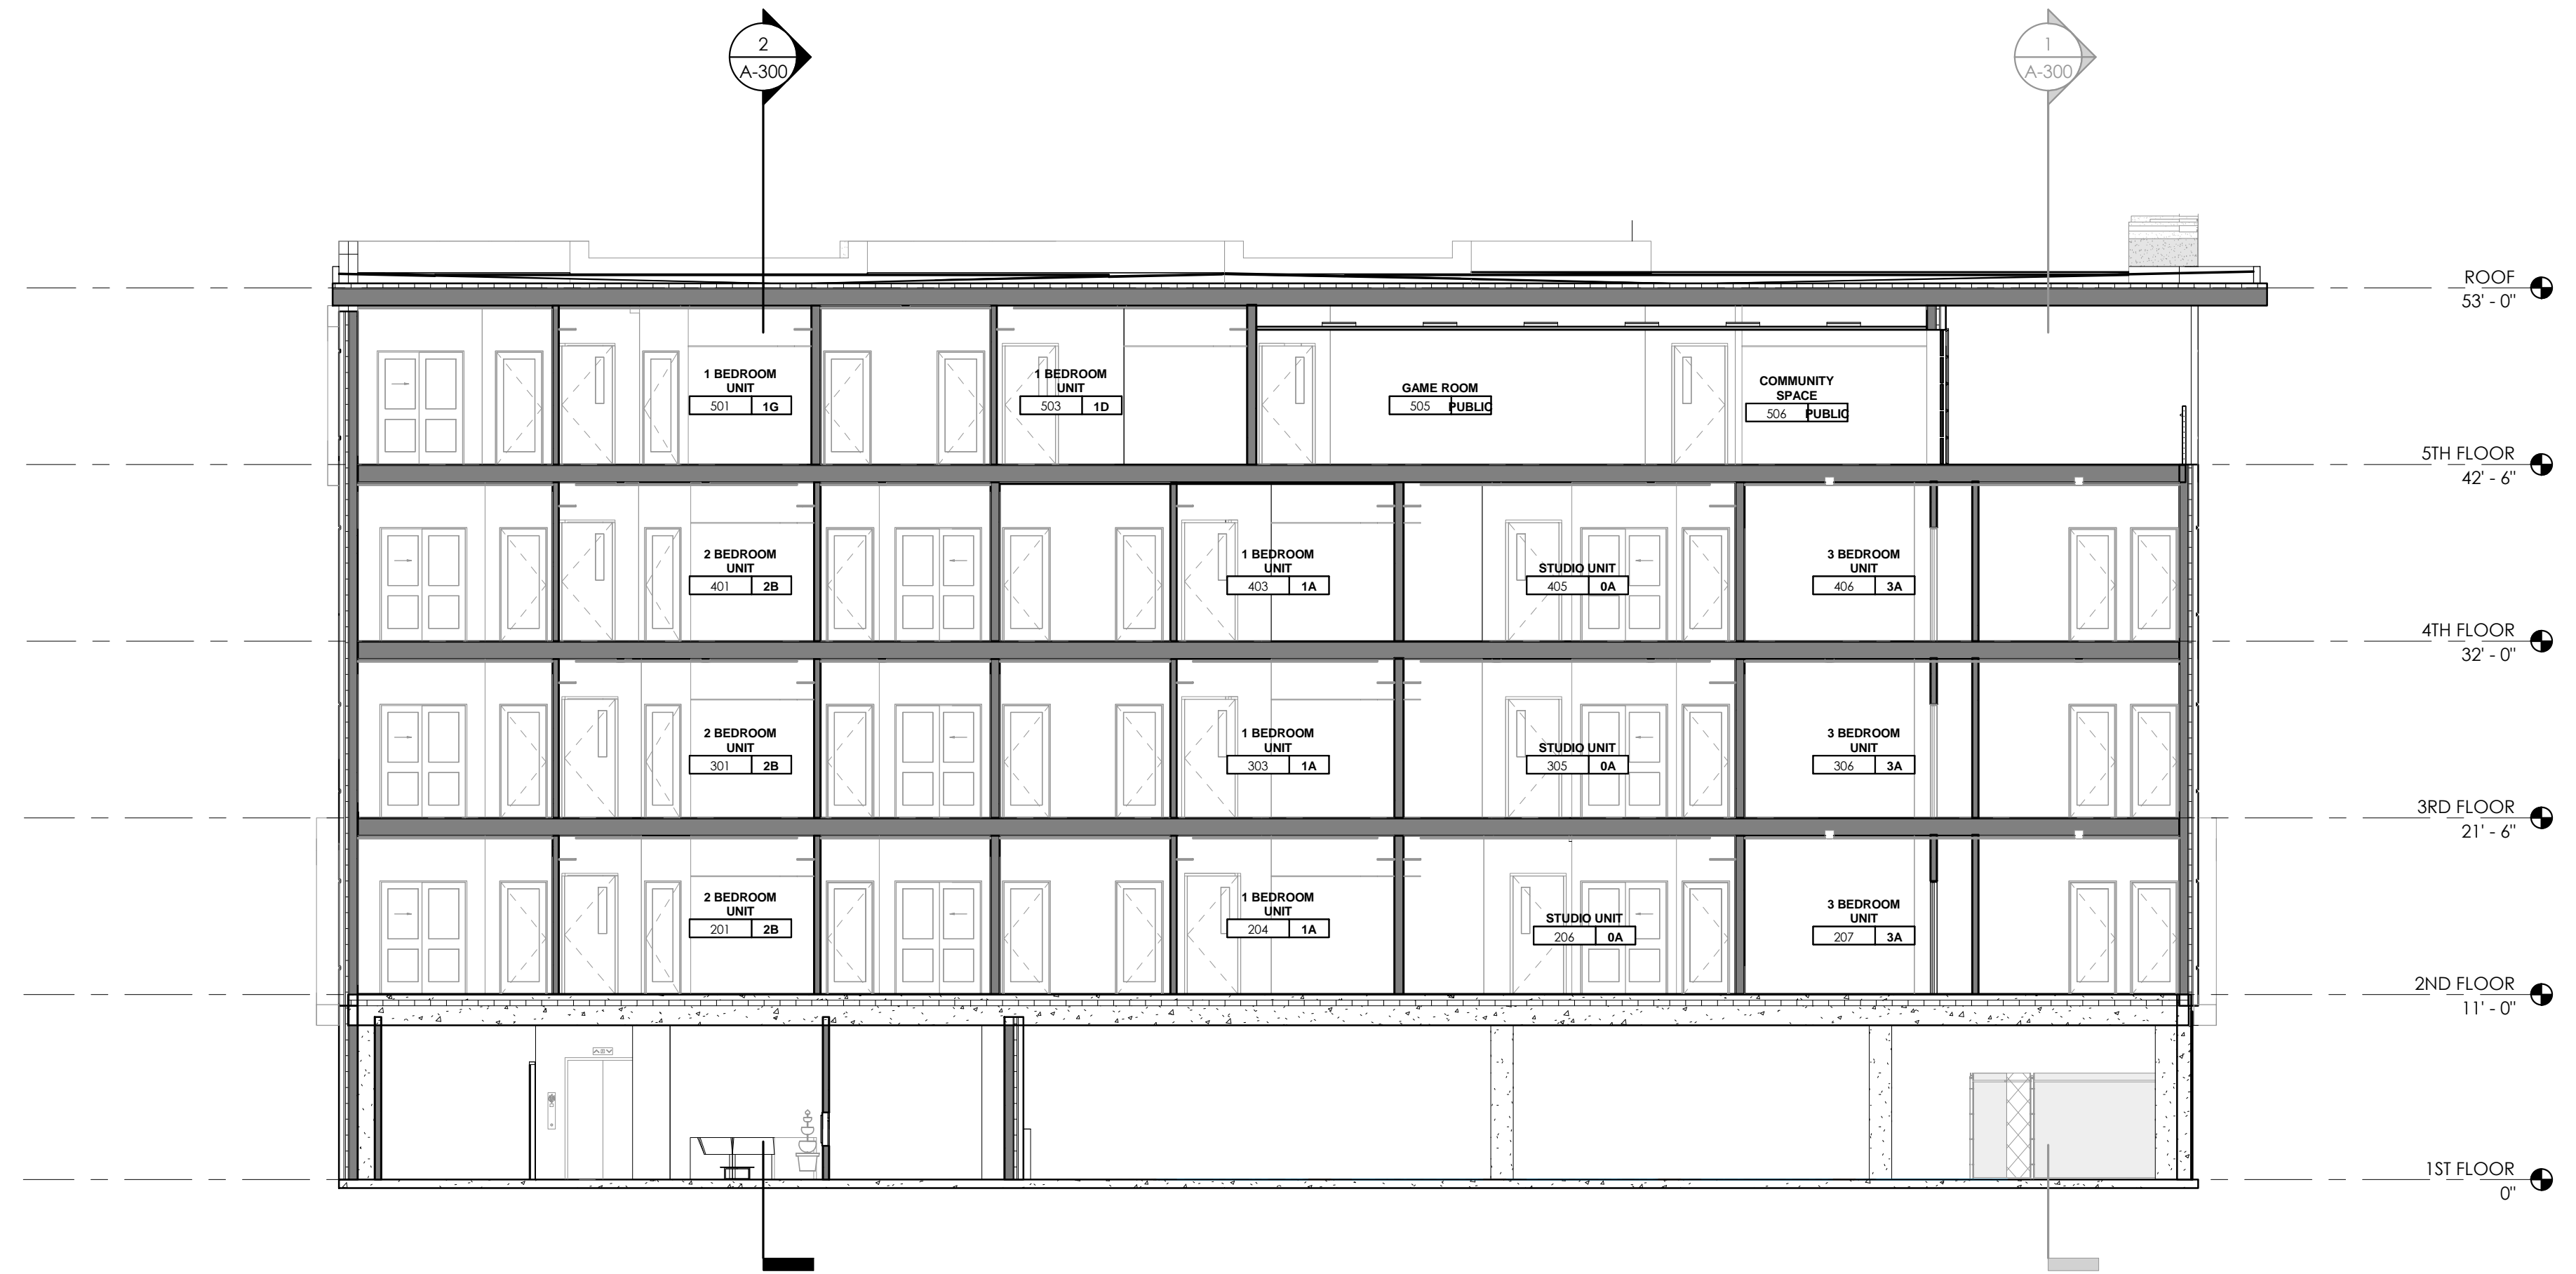 2
A-300
1
A-300
ROOF
53' - 0"
1 BEDROOM
UNIT
501 1G
1 BEDROOM
UNIT
503 1D
GAME ROOM
505 PUBLIC
COMMUNITY
SPACE
506 PUBLIC
5TH FLOOR
42' - 6"
2 BEDROOM
UNIT
401 2B
1 BEDROOM
UNIT
403 1A
STUDIO UNIT
405 0A
3 BEDROOM
UNIT
406 3A
4TH FLOOR
32' - 0"
2 BEDROOM
UNIT
301 2B
1 BEDROOM
UNIT
303 1A
STUDIO UNIT
305 0A
3 BEDROOM
UNIT
306 3A
3RD FLOOR
21' - 6"
2 BEDROOM
UNIT
201 2B
1 BEDROOM
UNIT
204 1A
STUDIO UNIT
206 0A
3 BEDROOM
UNIT
207 3A
2ND FLOOR
11' - 0"
1ST FLOOR
0"